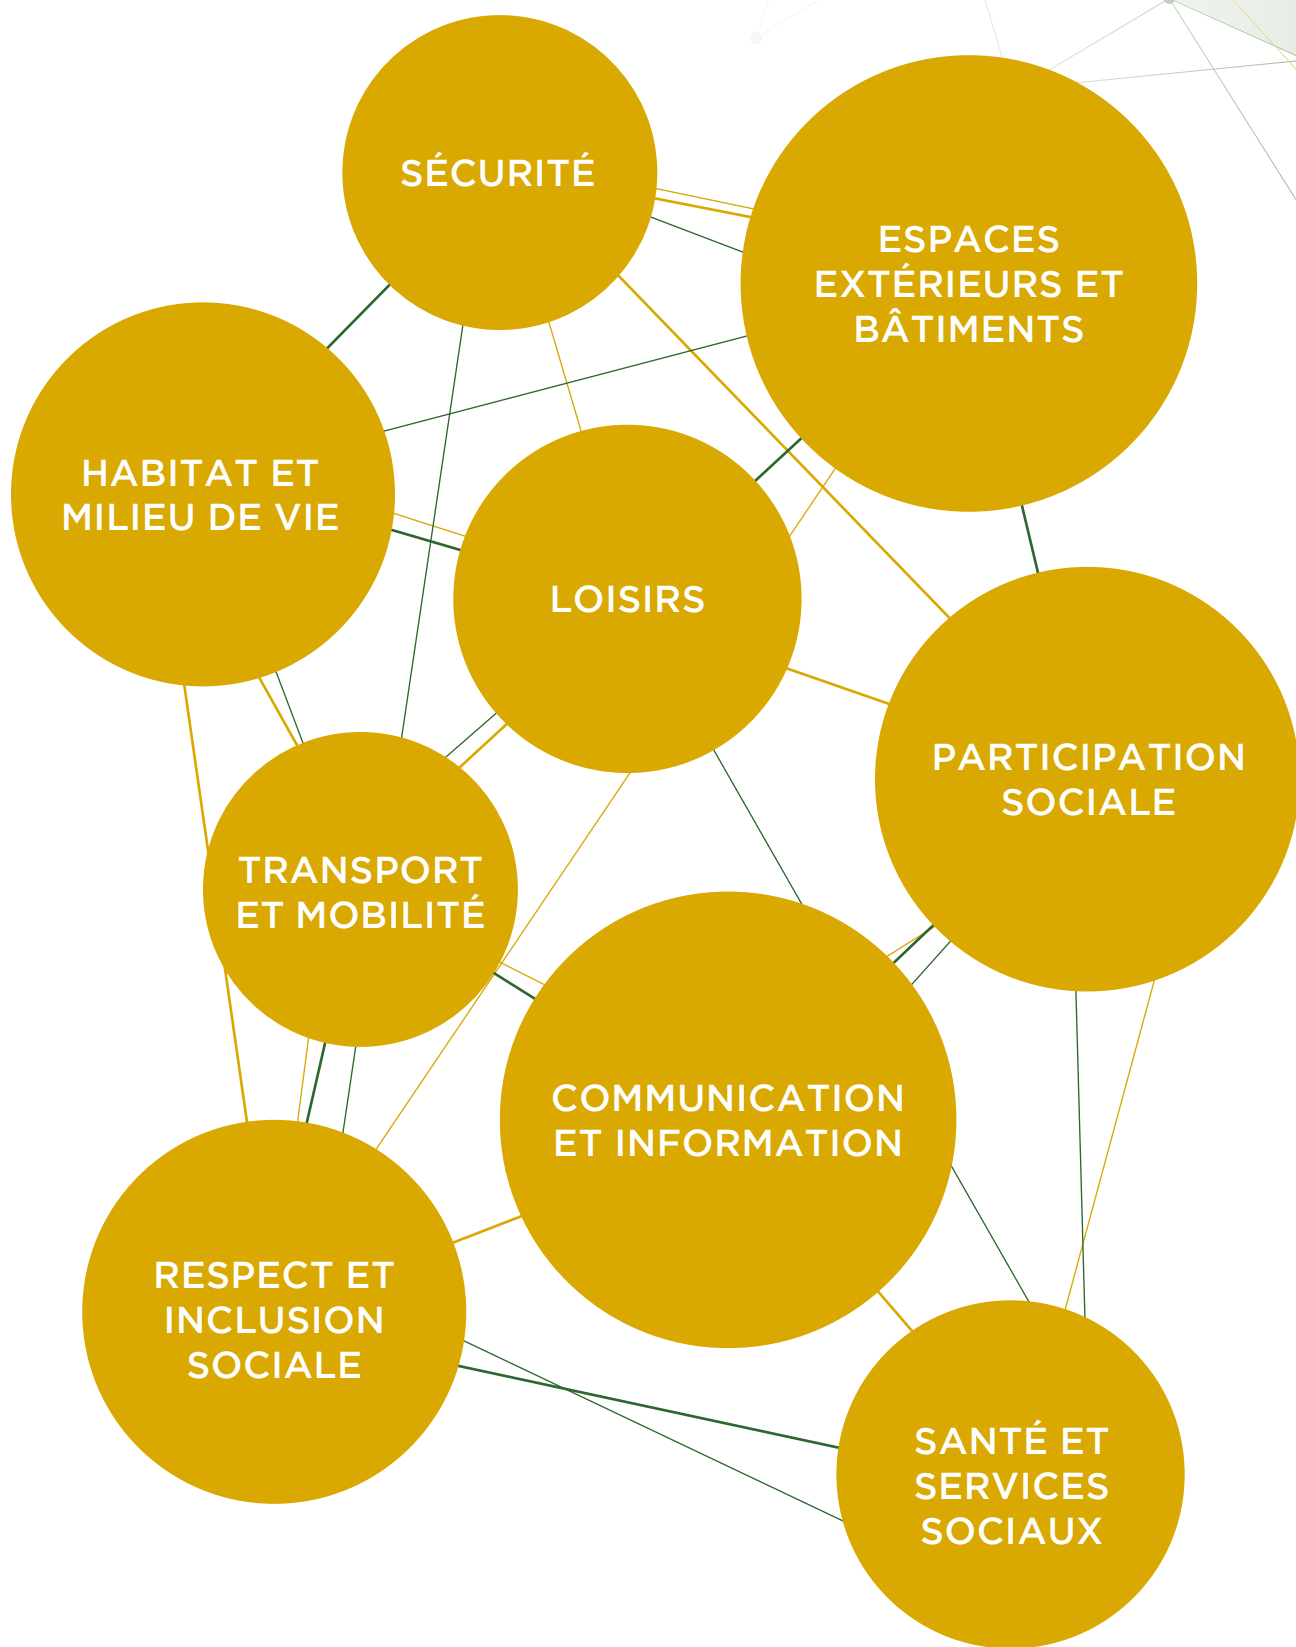 SÉCURITÉ
ESPACES
EXTÉRIEURS ET
BÂTIMENTS
HABITAT ET
MILIEU DE VIE
LOISIRS
PARTICIPATION
SOCIALE
TRANSPORT
ET MOBILITÉ
COMMUNICATION
ET INFORMATION
RESPECT ET
INCLUSION
SOCIALE
SANTÉ ET
SERVICES
SOCIAUX